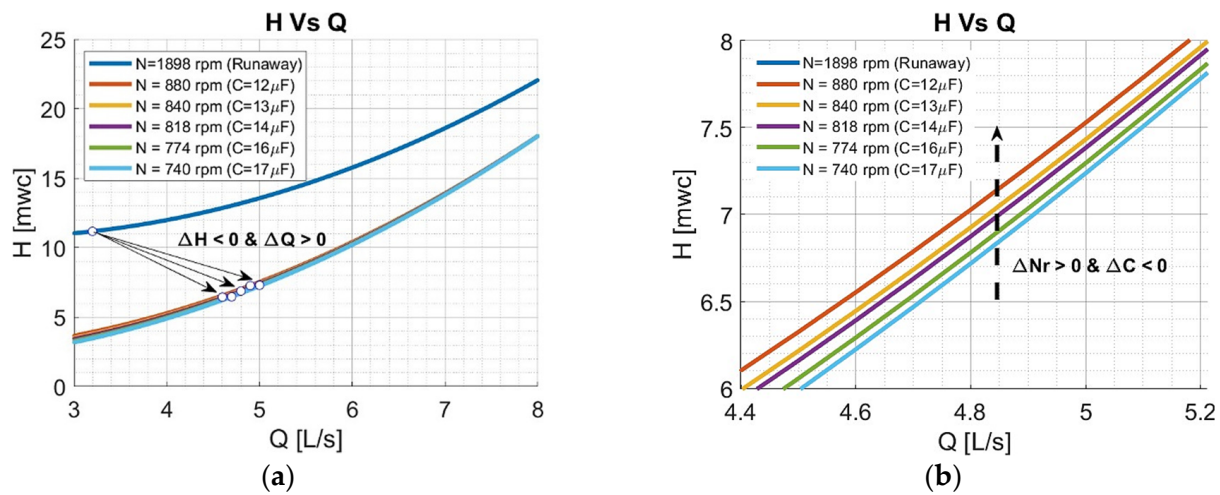 H Vs Q
25
20
15
10
5
0
H [mwc]
N=1898 rpm (Runaway)
N = 880 rpm (C=12μF)
N = 840 rpm (C=13μF)
N = 818 rpm (C=14μF)
N = 774 rpm (C=16μF)
N = 740 rpm (C=17μF)
ΔH < 0 & ΔQ > 0
3 4 5 6 7 8
Q [L/s]
(a)
H Vs Q
8
7.5
7
6.5
6
H [mwc]
N=1898 rpm (Runaway)
N = 880 rpm (C=12μF)
N = 840 rpm (C=13μF)
N = 818 rpm (C=14μF)
N = 774 rpm (C=16μF)
N = 740 rpm (C=17μF)
ΔNr > 0 & ΔC < 0
4.4 4.6 4.8 5 5.2
Q [L/s]
(b)